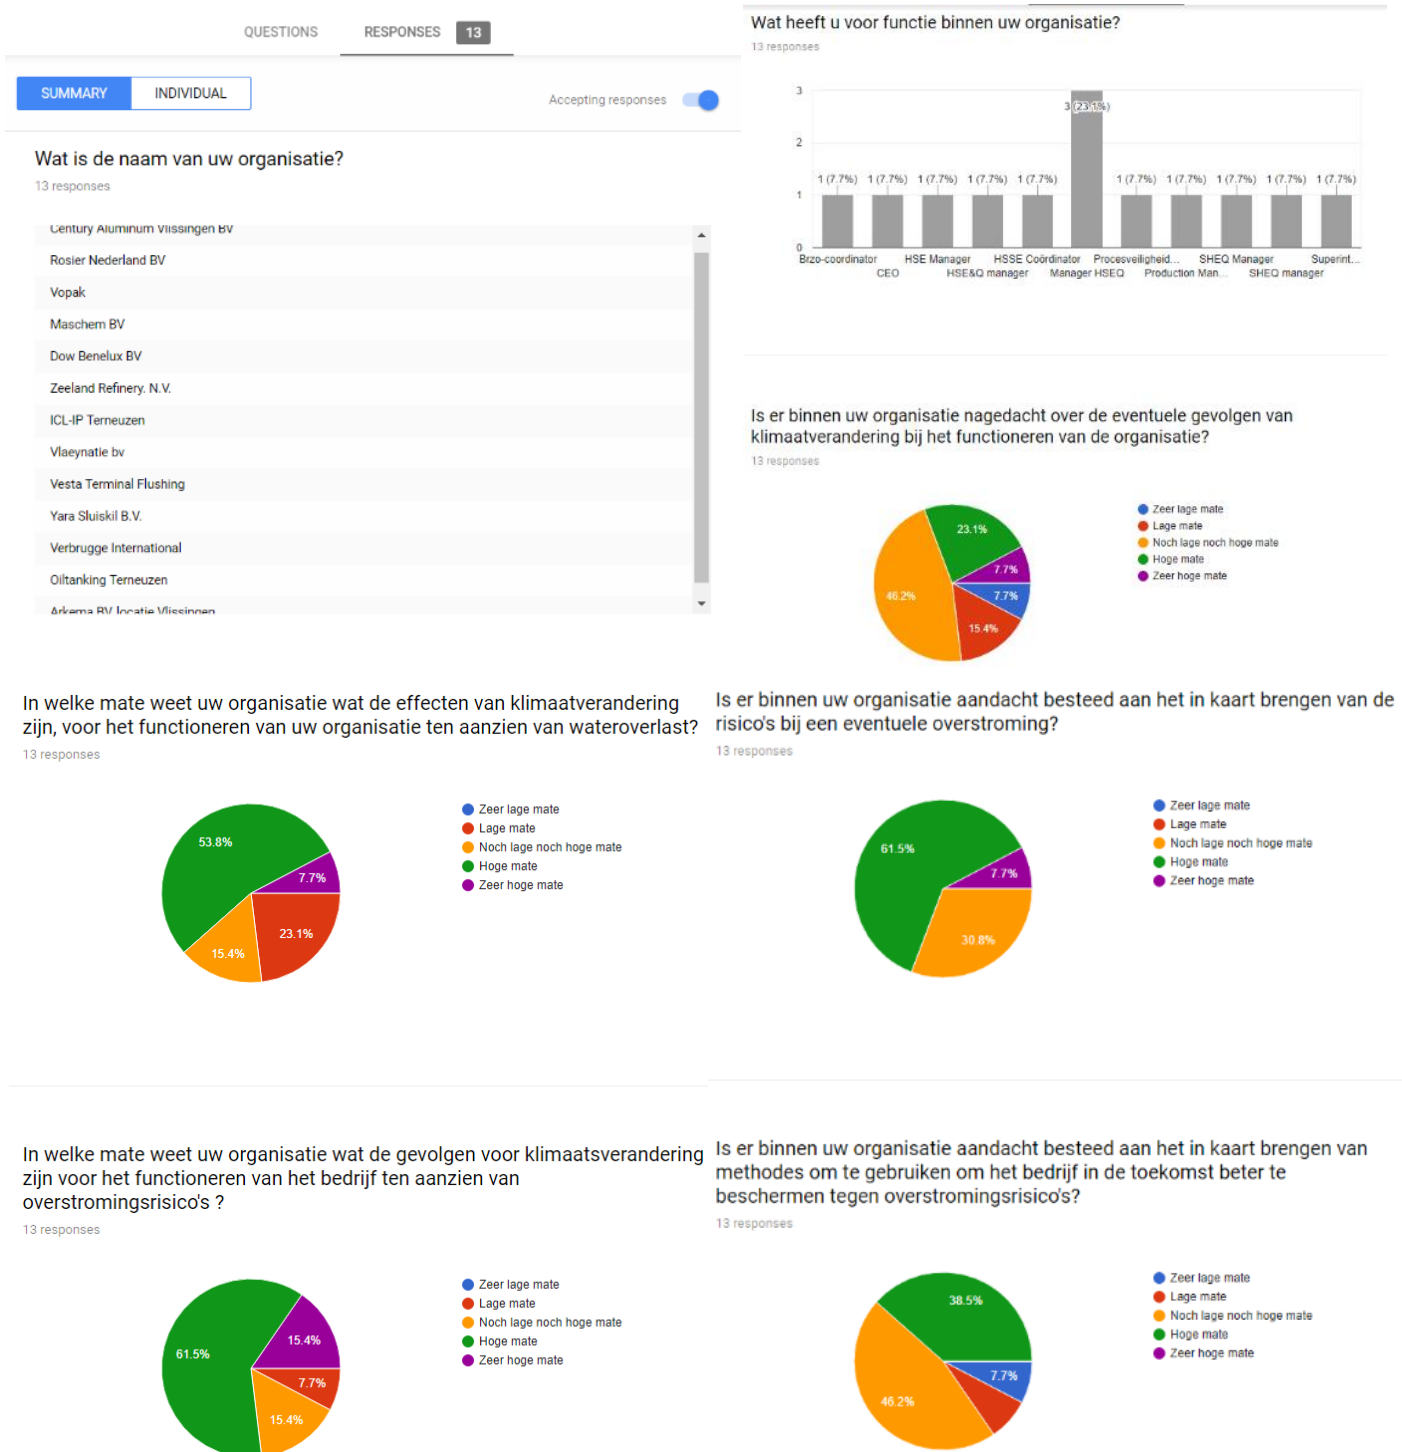 QUESTIONS RESPONSES 13
SUMMARY INDIVIDUAL
Accepting responses
Wat is de naam van uw organisatie?
13 responses
Century Aluminum Vlissingen BV
Rosier Nederland BV
Vopak
Maschem BV
Dow Benelux BV
Zeeland Refinery. N.V.
ICL-IP Terneuzen
Vlaeynatie bv
Vesta Terminal Flushing
Yara Sluiskil B.V.
Verbrugge International
Oiltanking Terneuzen
Arkema BV locatie Vlissingen
Wat heeft u voor functie binnen uw organisatie?
13 responses
3
2
1
0
3 (23.1%)
1 (7.7%) 1 (7.7%) 1 (7.7%) 1 (7.7%) 1 (7.7%) 1 (7.7%) 1 (7.7%) 1 (7.7%) 1 (7.7%) 1 (7.7%)
Brzo-coordinator HSE Manager HSSE Coördinator Procesveiligheid... SHEQ Manager Superint...
CEO HSE&Q manager Manager HSEQ Production Man... SHEQ manager
Is er binnen uw organisatie nagedacht over de eventuele gevolgen van
klimaatverandering bij het functioneren van de organisatie?
13 responses
23.1%
7.7%
7.7%
15.4%
46.2%
Zeer lage mate
Lage mate
Noch lage noch hoge mate
Hoge mate
Zeer hoge mate
In welke mate weet uw organisatie wat de effecten van klimaatverandering
zijn, voor het functioneren van uw organisatie ten aanzien van wateroverlast?
13 responses
53.8%
7.7%
23.1%
15.4%
Zeer lage mate
Lage mate
Noch lage noch hoge mate
Hoge mate
Zeer hoge mate
Is er binnen uw organisatie aandacht besteed aan het in kaart brengen van de
risico's bij een eventuele overstroming?
13 responses
61.5%
7.7%
30.8%
Zeer lage mate
Lage mate
Noch lage noch hoge mate
Hoge mate
Zeer hoge mate
In welke mate weet uw organisatie wat de gevolgen voor klimaatsverandering
zijn voor het functioneren van het bedrijf ten aanzien van
overstromingsrisico's ?
13 responses
61.5%
15.4%
7.7%
15.4%
Zeer lage mate
Lage mate
Noch lage noch hoge mate
Hoge mate
Zeer hoge mate
Is er binnen uw organisatie aandacht besteed aan het in kaart brengen van
methodes om te gebruiken om het bedrijf in de toekomst beter te
beschermen tegen overstromingsrisico's?
13 responses
38.5%
7.7%
46.2%
Zeer lage mate
Lage mate
Noch lage noch hoge mate
Hoge mate
Zeer hoge mate